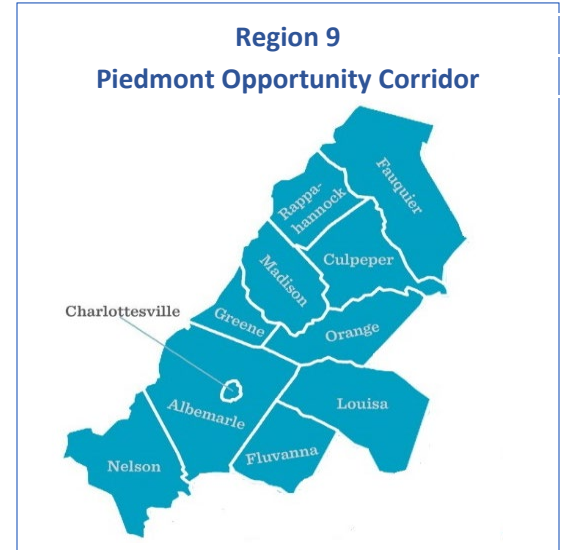 Region 9
Piedmont Opportunity Corridor
Fauquier
Rappa-
hannock
Culpeper
Madison
Charlottesville
Greene
Orange
Albemarle
Louisa
Fluvanna
Nelson